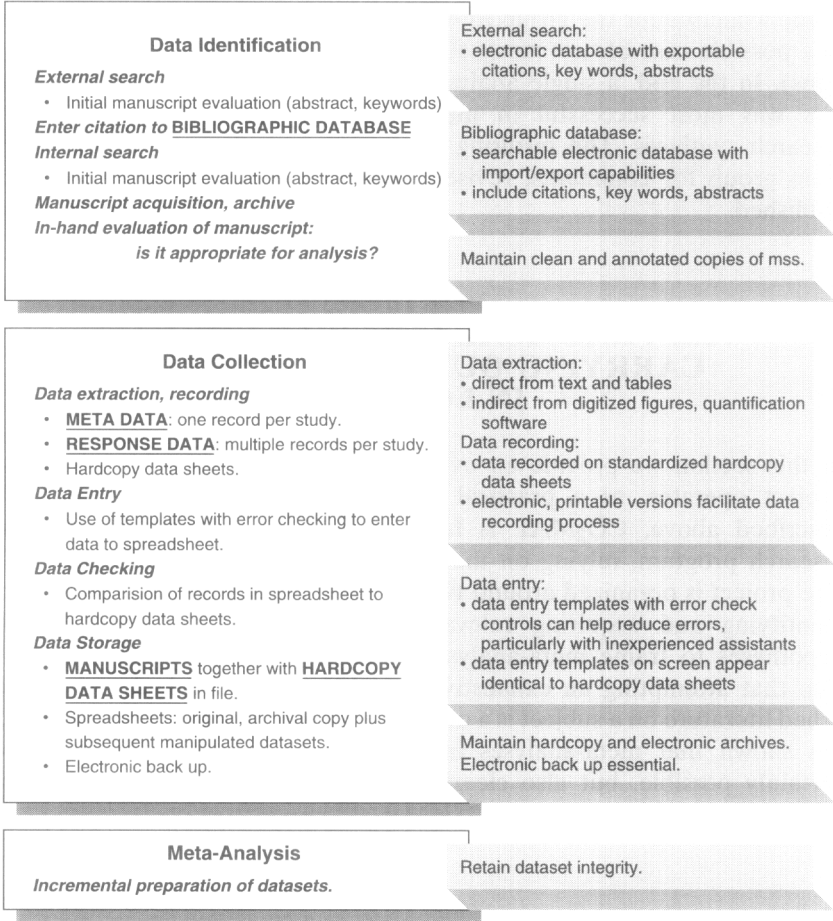 Data Identification
External search
• Initial manuscript evaluation (abstract, keywords)
Enter citation to BIBLIOGRAPHIC DATABASE
Internal search
• Initial manuscript evaluation (abstract, keywords)
Manuscript acquisition, archive
In-hand evaluation of manuscript:
is it appropriate for analysis?
External search:
• electronic database with exportable
citations, key words, abstracts
Bibliographic database:
• searchable electronic database with
import/export capabilities
• include citations, key words, abstracts
Maintain clean and annotated copies of mss.
Data Collection
Data extraction, recording
• META DATA: one record per study.
• RESPONSE DATA: multiple records per study.
• Hardcopy data sheets.
Data Entry
• Use of templates with error checking to enter
data to spreadsheet.
Data Checking
• Comparision of records in spreadsheet to
hardcopy data sheets.
Data Storage
• MANUSCRIPTS together with HARDCOPY
DATA SHEETS in file.
• Spreadsheets: original, archival copy plus
subsequent manipulated datasets.
• Electronic back up.
Data extraction:
• direct from text and tables
• indirect from digitized figures, quantification
software
Data recording:
• data recorded on standardized hardcopy
data sheets
• electronic, printable versions facilitate data
recording process
Data entry:
• data entry templates with error check
controls can help reduce errors,
particularly with inexperienced assistants
• data entry templates on screen appear
identical to hardcopy data sheets
Maintain hardcopy and electronic archives.
Electronic back up essential.
Meta-Analysis
Incremental preparation of datasets.
Retain dataset integrity.